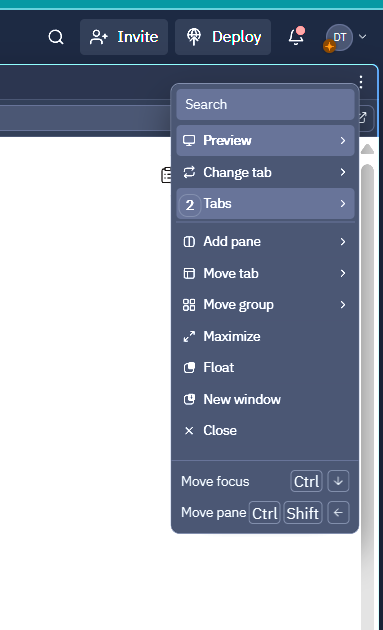 Invite Deploy DT
Search
Preview
Change tab
2 Tabs
Add pane
Move tab
Move group
Maximize
Float
New window
Close
Move focus Ctrl ↓
Move pane Ctrl Shift ←